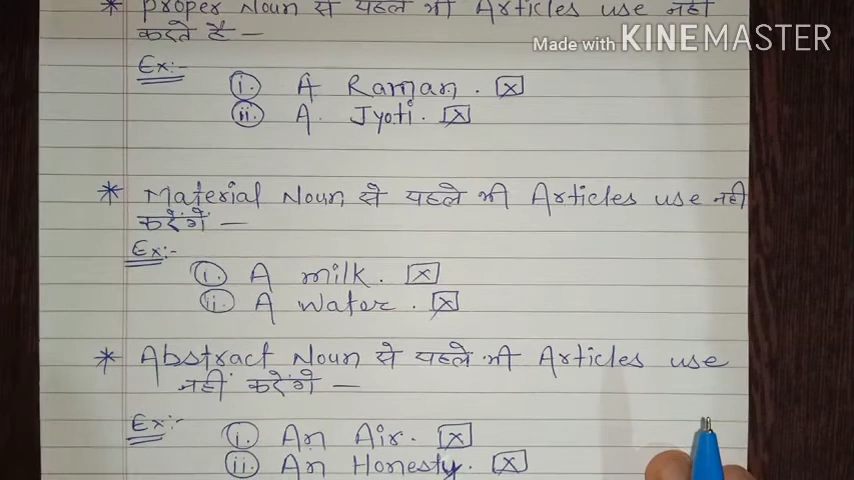 * Proper Noun से पहले भी Articles use नहीं
करते है —
Made with KINEMASTER
Ex:-
i. A Raman. x
ii. A. Jyoti. x
* Material Noun से पहले भी Articles use नही
करेंगें —
Ex:-
i. A milk. x
ii. A water. x
* Abstract Noun से पहले भी Articles use
नहीं करेंगे —
Ex:-
i. An Air. x
ii. An Honesty. x